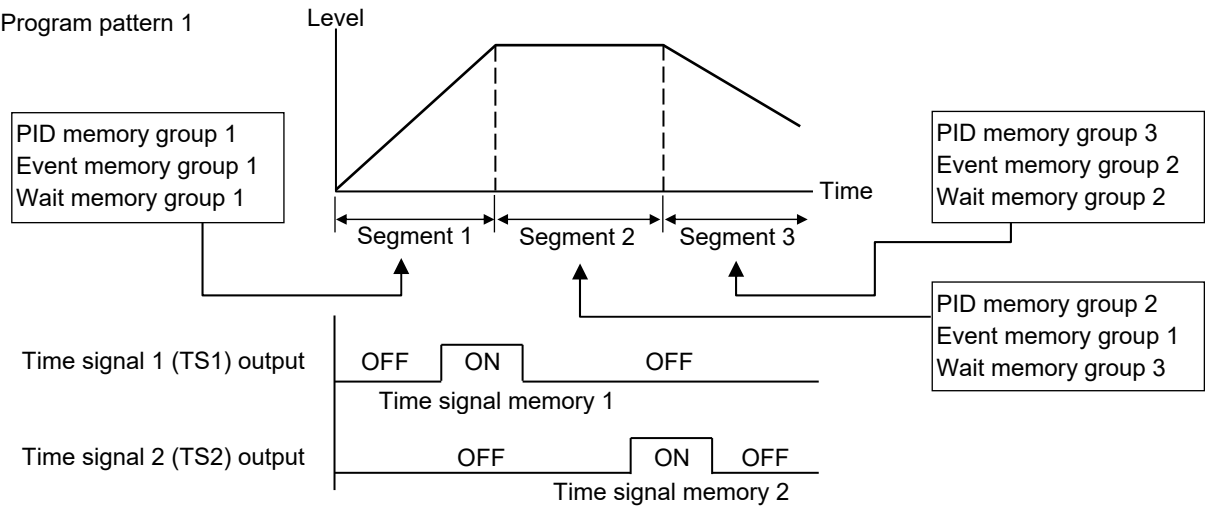 Program pattern 1
Level
PID memory group 1
Event memory group 1
Wait memory group 1
PID memory group 3
Event memory group 2
Wait memory group 2
Time
Segment 1
Segment 2
Segment 3
PID memory group 2
Event memory group 1
Wait memory group 3
Time signal 1 (TS1) output
OFF
ON
OFF
Time signal memory 1
Time signal 2 (TS2) output
OFF
ON
OFF
Time signal memory 2